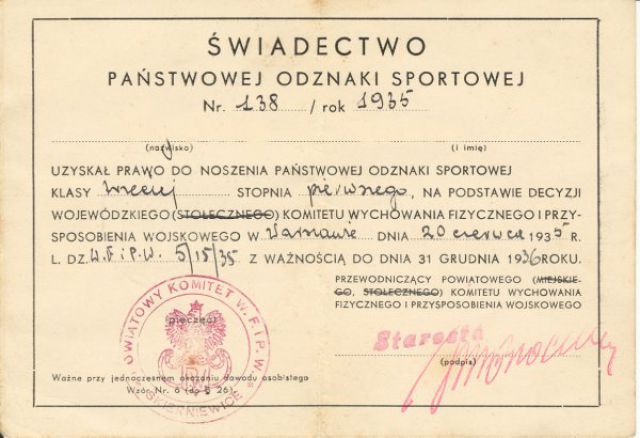 ŚWIADECTWO
PAŃSTWOWEJ ODZNAKI SPORTOWEJ
Nr. 138 / rok 1935
(nazwisko) (i imię)
UZYSKAŁ PRAWO DO NOSZENIA PAŃSTWOWEJ ODZNAKI SPORTOWEJ
KLASY trzeciej STOPNIA pierwszego, NA PODSTAWIE DECYZJI
WOJEWÓDZKIEGO (STOŁECZNEGO) KOMITETU WYCHOWANIA FIZYCZNEGO I PRZY-
SPOSOBIENIA WOJSKOWEGO W Warszawie DNIA 20 czerwca 1935 R.
L. DZ. W.F. i P.W. 5/15/35 Z WAŻNOŚCIĄ DO DNIA 31 GRUDNIA 1936 ROKU.
PRZEWODNICZĄCY POWIATOWEGO (MIEJSKIE-
GO, STOŁECZNEGO) KOMITETU WYCHOWANIA
FIZYCZNEGO I PRZYSPOSOBIENIA WOJSKOWEGO
POWIATOWY KOMITET W.F. I P.W.
SKIERNIEWICE
pieczęć
Starosta
(podpis)
Ważne przy jednoczesnem okazaniu dowodu osobistego
Wzór Nr. 6 (do § 26)